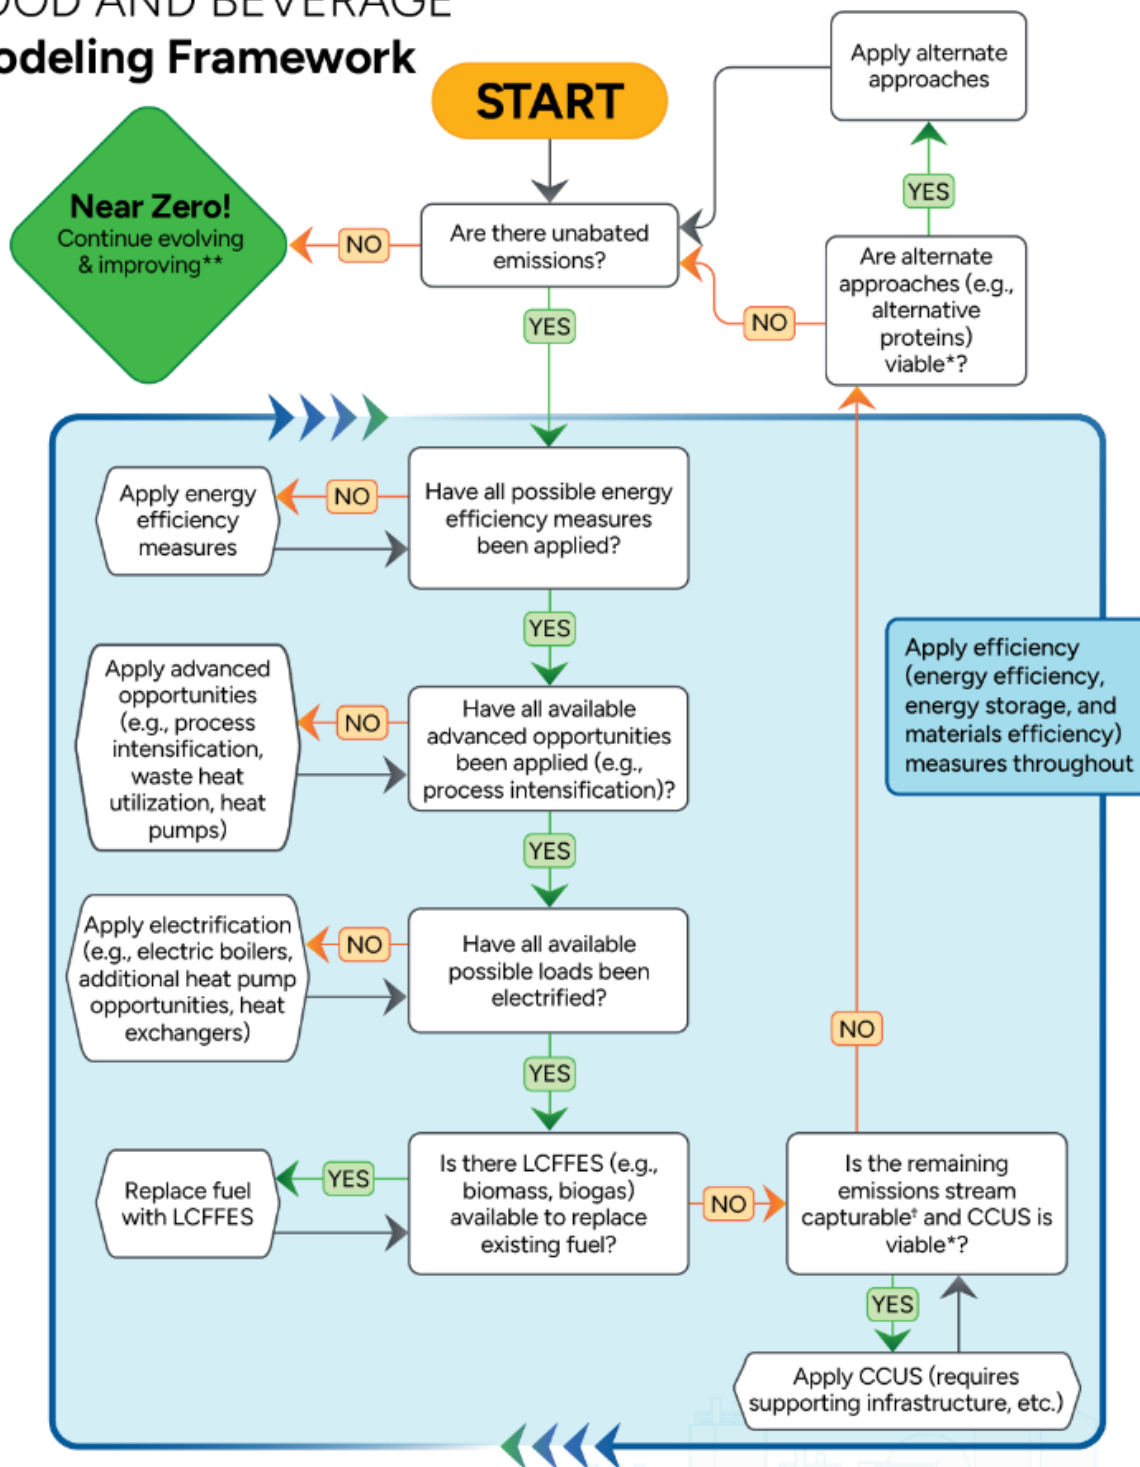 OOD AND BEVERAGE
odeling Framework
START
Apply alternate
approaches
YES
Near Zero!
Continue evolving
& improving**
NO
Are there unabated
emissions?
Are alternate
approaches (e.g.,
alternative
proteins)
viable*?
NO
YES
Apply energy
efficiency
measures
NO
Have all possible energy
efficiency measures
been applied?
YES
Apply efficiency
(energy efficiency,
energy storage, and
materials efficiency)
measures throughout
Apply advanced
opportunities
(e.g., process
intensification,
waste heat
utilization, heat
pumps)
NO
Have all available
advanced opportunities
been applied (e.g.,
process intensification)?
YES
Apply electrification
(e.g., electric boilers,
additional heat pump
opportunities, heat
exchangers)
NO
Have all available
possible loads been
electrified?
NO
YES
Replace fuel
with LCFFES
YES
Is there LCFFES (e.g.,
biomass, biogas)
available to replace
existing fuel?
NO
Is the remaining
emissions stream
capturable† and CCUS is
viable*?
YES
Apply CCUS (requires
supporting infrastructure, etc.)